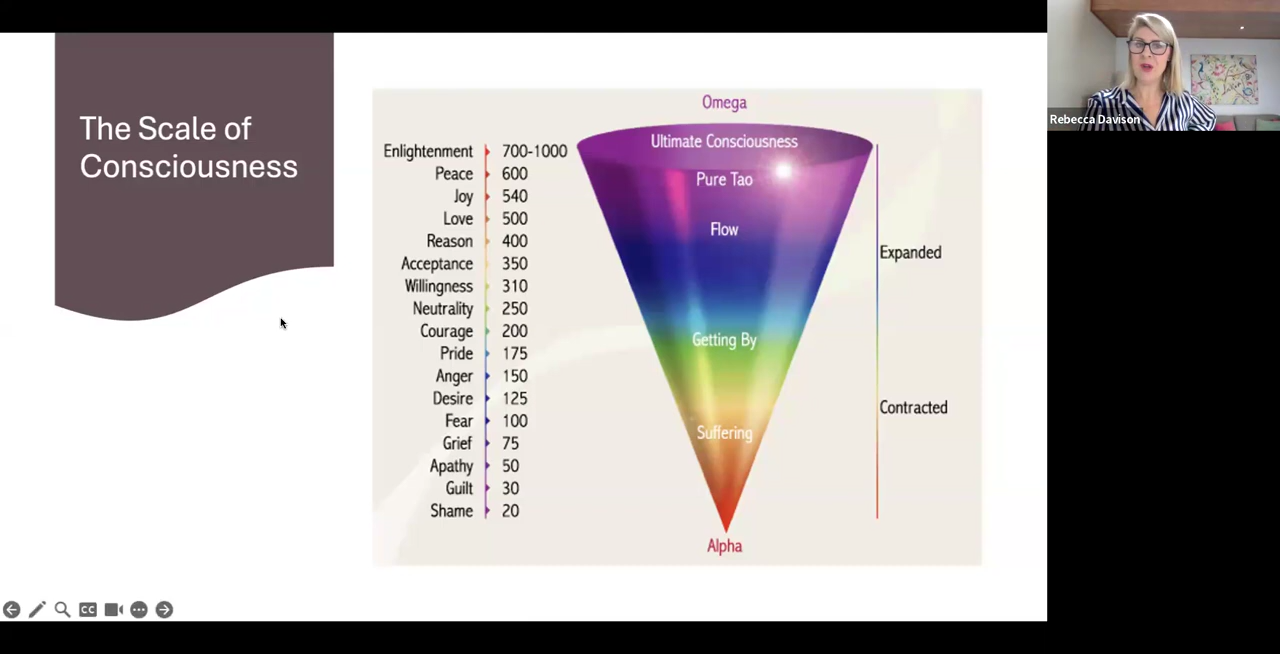 The Scale of
Consciousness
Enlightenment 700-1000
Peace 600
Joy 540
Love 500
Reason 400
Acceptance 350
Willingness 310
Neutrality 250
Courage 200
Pride 175
Anger 150
Desire 125
Fear 100
Grief 75
Apathy 50
Guilt 30
Shame 20
Omega
Ultimate Consciousness
Pure Tao
Flow
Getting By
Suffering
Alpha
Expanded
Contracted
Rebecca Davison
CC